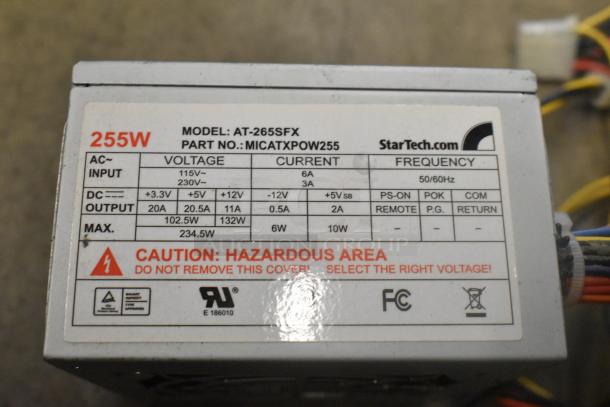 255W
MODEL: AT-265SFX
PART NO.: MICATXPOW255
StarTech.com
AC~ INPUT VOLTAGE CURRENT FREQUENCY
115V~ 6A 50/60Hz
230V~ 3A
DC +3.3V +5V +12V -12V +5VSB PS-ON POK COM
OUTPUT 20A 20.5A 11A 0.5A 2A REMOTE P.G. RETURN
MAX. 102.5W 132W 6W 10W – – –
234.5W
AUCTION GROUP
CAUTION: HAZARDOUS AREA
DO NOT REMOVE THIS COVER! SELECT THE RIGHT VOLTAGE!
E 186010
FC